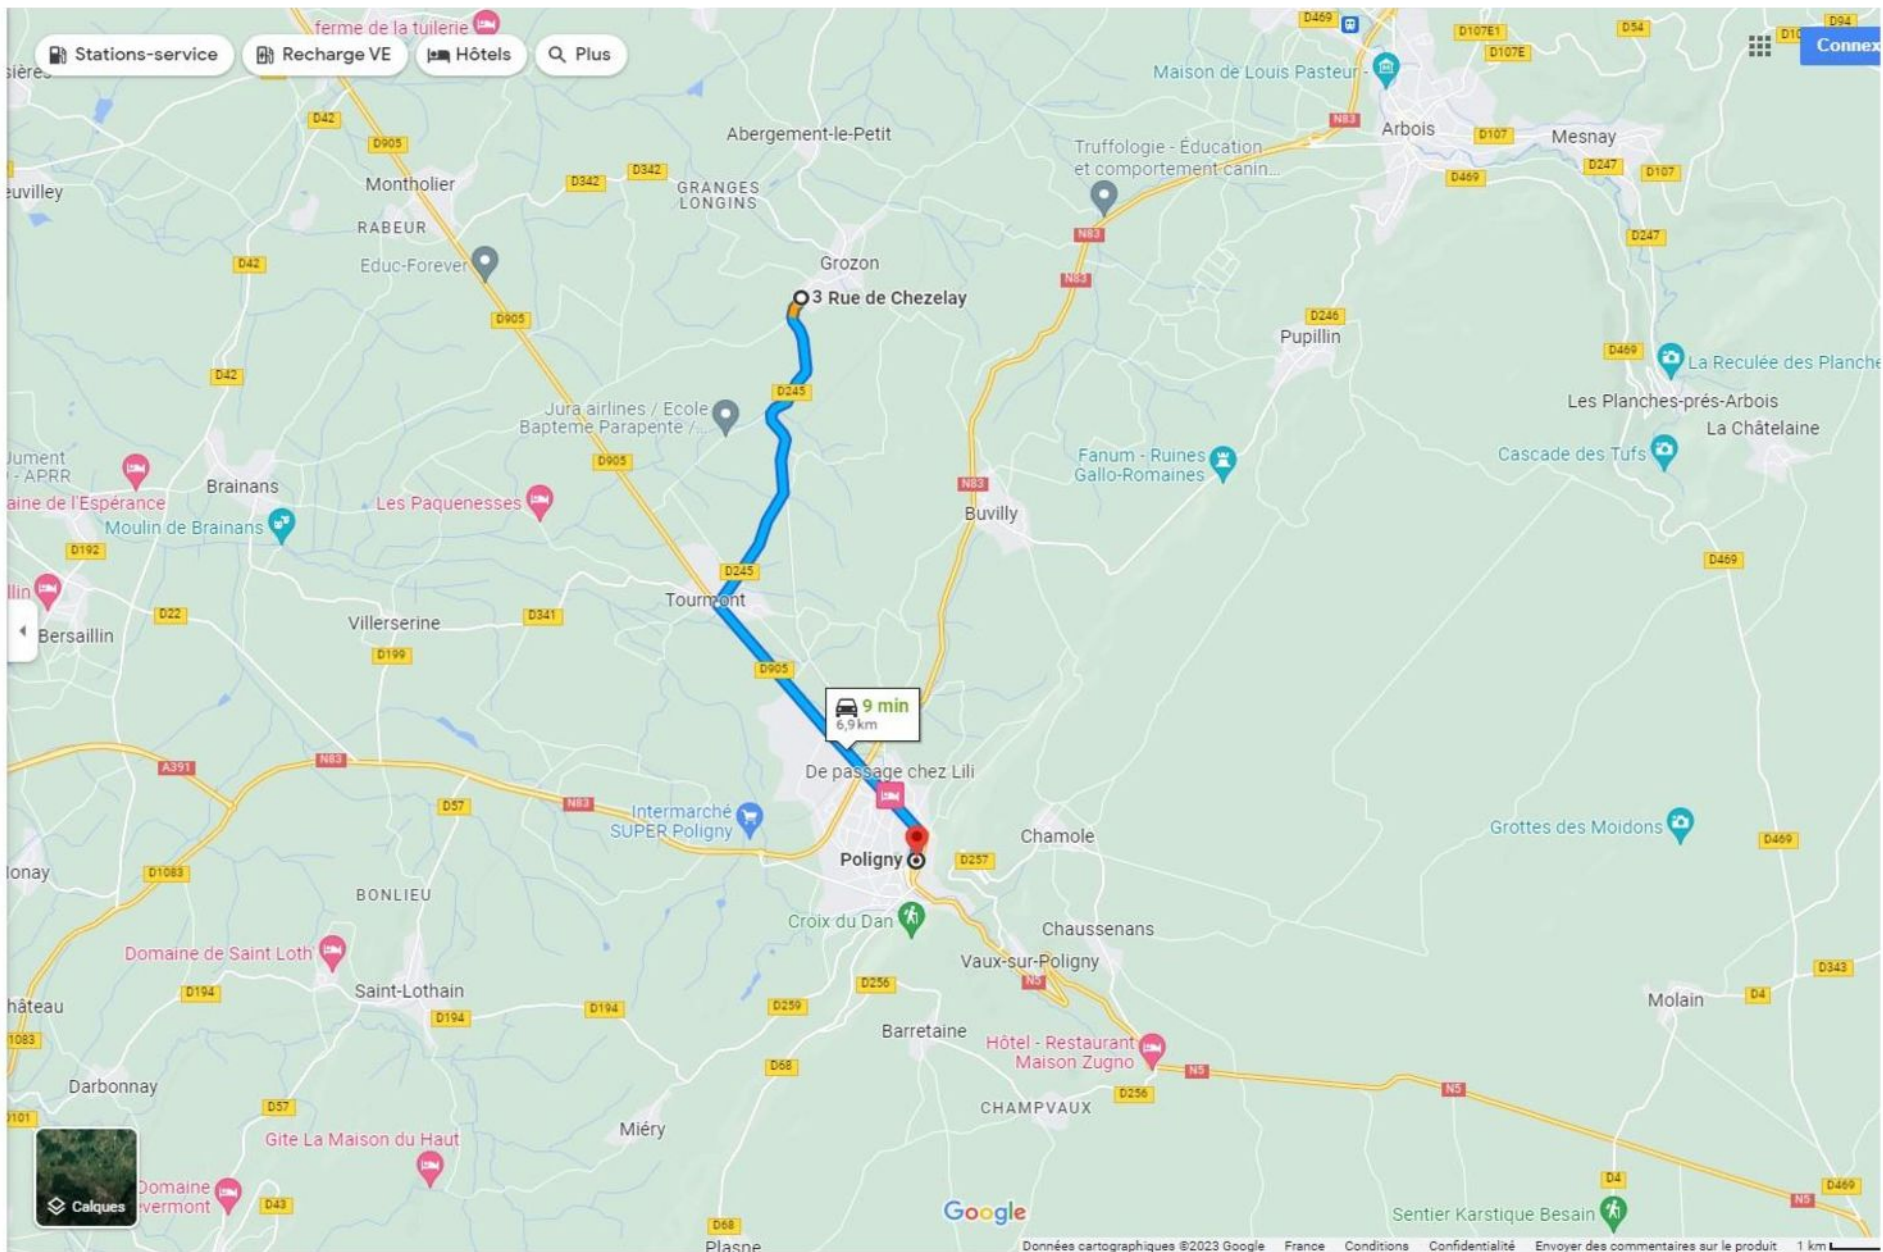 ferme de la tuilerie
Stations-service
Recharge VE
Hôtels
Plus
D469
D107E1
D54
D94
D107E
Connex
sières
Maison de Louis Pasteur -
D42
N83
Arbois
D107
Mesnay
D905
Abergement-le-Petit
Truffologie - Éducation
et comportement canin...
D247
D107
D469
D342
D342
Montholier
GRANGES
LONGINS
euvilley
RABEUR
N83
D247
D42
Educ-Forever
Grozon
N83
3 Rue de Chezelay
D905
D246
Pupillin
D469
La Reculée des Planche
D42
D245
Les Planches-prés-Arbois
Jura airlines / Ecole
Bapteme Parapente /...
La Châtelaine
Jument
- APRR
D905
Fanum - Ruines
Gallo-Romaines
Cascade des Tufs
Brainans
N83
aine de l'Espérance
Les Paquenesses
Buvilly
Moulin de Brainans
D192
D469
D245
llin
Tourmont
D22
D341
Villerserine
Bersaillin
D199
D905
9 min
6,9 km
A391
N83
De passage chez Lili
D57
N83
Intermarché
SUPER Poligny
Grottes des Moidons
Chamole
D469
Poligny
D257
lonay
D1083
BONLIEU
Croix du Dan
Chaussenans
Domaine de Saint Loth
Vaux-sur-Poligny
D343
N5
D256
Saint-Lothain
D194
D4
Molain
hâteau
D194
D259
D194
Barretaine
1083
Hôtel - Restaurant
Maison Zugno
D68
N5
Darbonnay
N5
D256
D57
CHAMPVAUX
D101
Miéry
Gite La Maison du Haut
D4
Domaine
evermont
D469
N5
Calques
D43
Google
Sentier Karstique Besain
D68
Plasne
Données cartographiques ©2023 Google
France
Conditions
Confidentialité
Envoyer des commentaires sur le produit
1 km